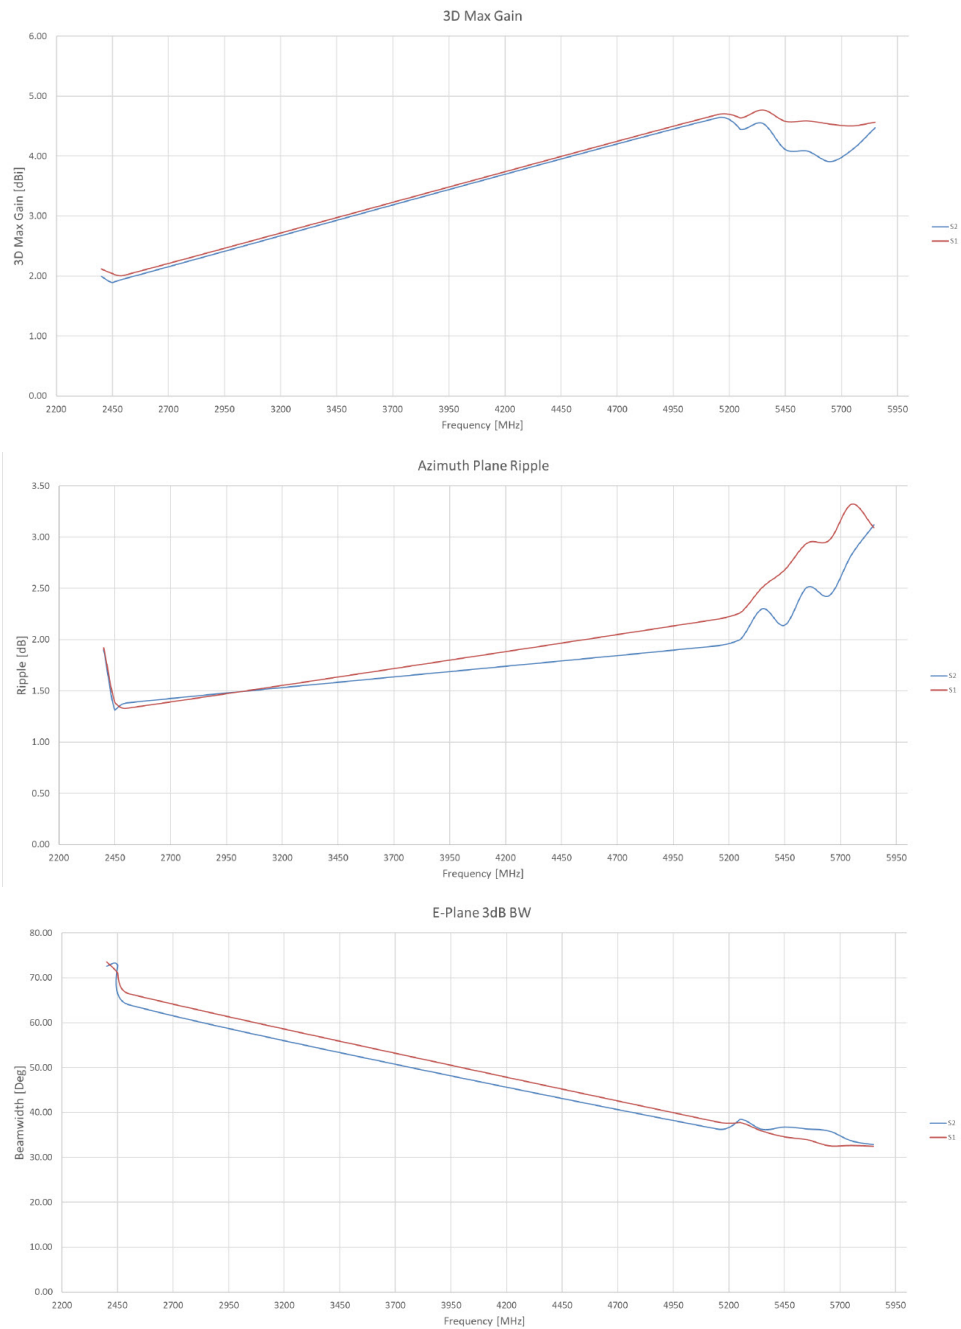 3D Max Gain
6.00
5.00
4.00
3.00
2.00
1.00
0.00
3D Max Gain [dBi]
2200 2450 2700 2950 3200 3450 3700 3950 4200 4450 4700 4950 5200 5450 5700 5950
Frequency [MHz]
S2
S1
Azimuth Plane Ripple
3.50
3.00
2.50
2.00
1.50
1.00
0.50
0.00
Ripple [dB]
2200 2450 2700 2950 3200 3450 3700 3950 4200 4450 4700 4950 5200 5450 5700 5950
Frequency [MHz]
S2
S1
E-Plane 3dB BW
80.00
70.00
60.00
50.00
40.00
30.00
20.00
10.00
0.00
Beamwidth [Deg]
2200 2450 2700 2950 3200 3450 3700 3950 4200 4450 4700 4950 5200 5450 5700 5950
Frequency [MHz]
S2
S1